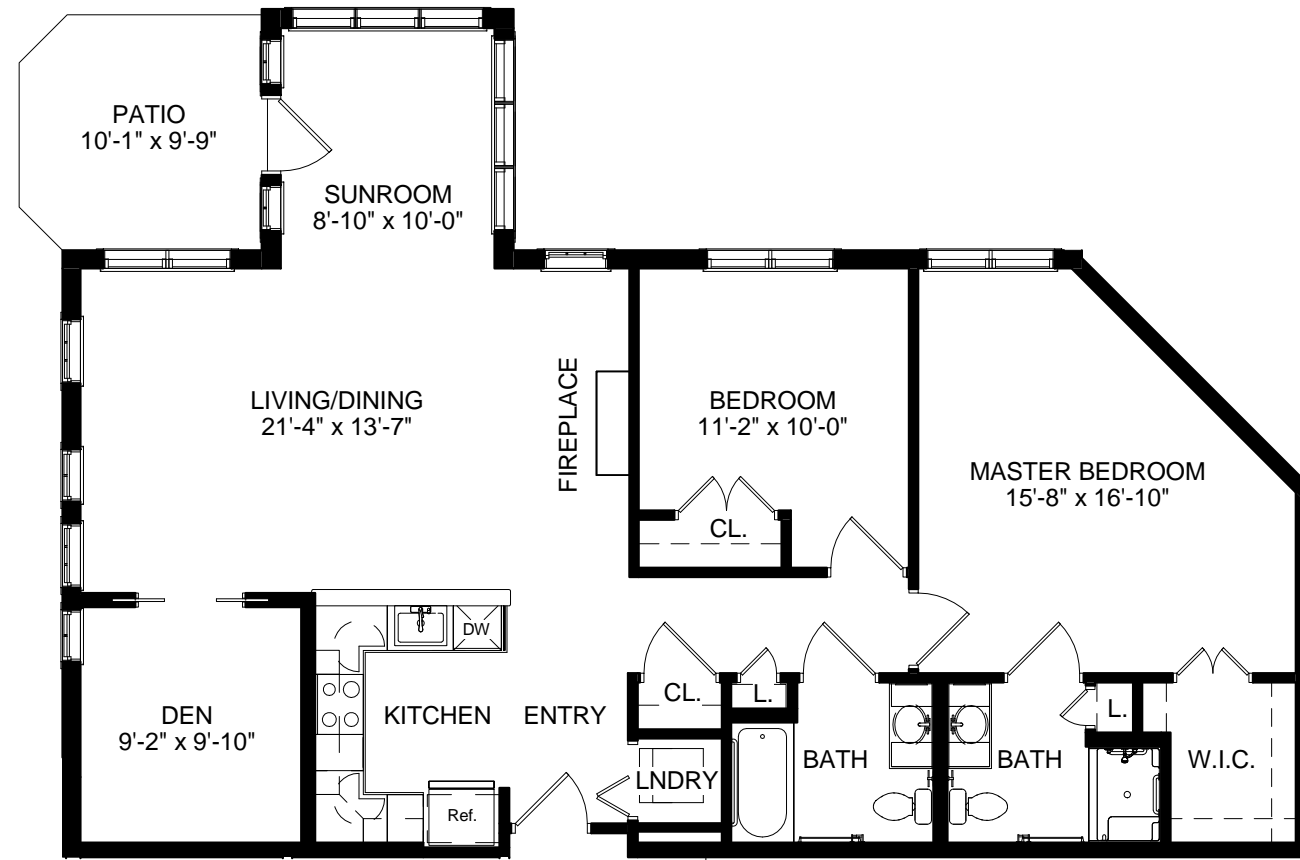 PATIO
10'-1" x 9'-9"
SUNROOM
8'-10" x 10'-0"
LIVING/DINING
21'-4" x 13'-7"
FIREPLACE
BEDROOM
11'-2" x 10'-0"
MASTER BEDROOM
15'-8" x 16'-10"
CL.
DW
DEN
9'-2" x 9'-10"
KITCHEN
ENTRY
CL.
L.
L.
LNDRY
BATH
BATH
W.I.C.
Ref.